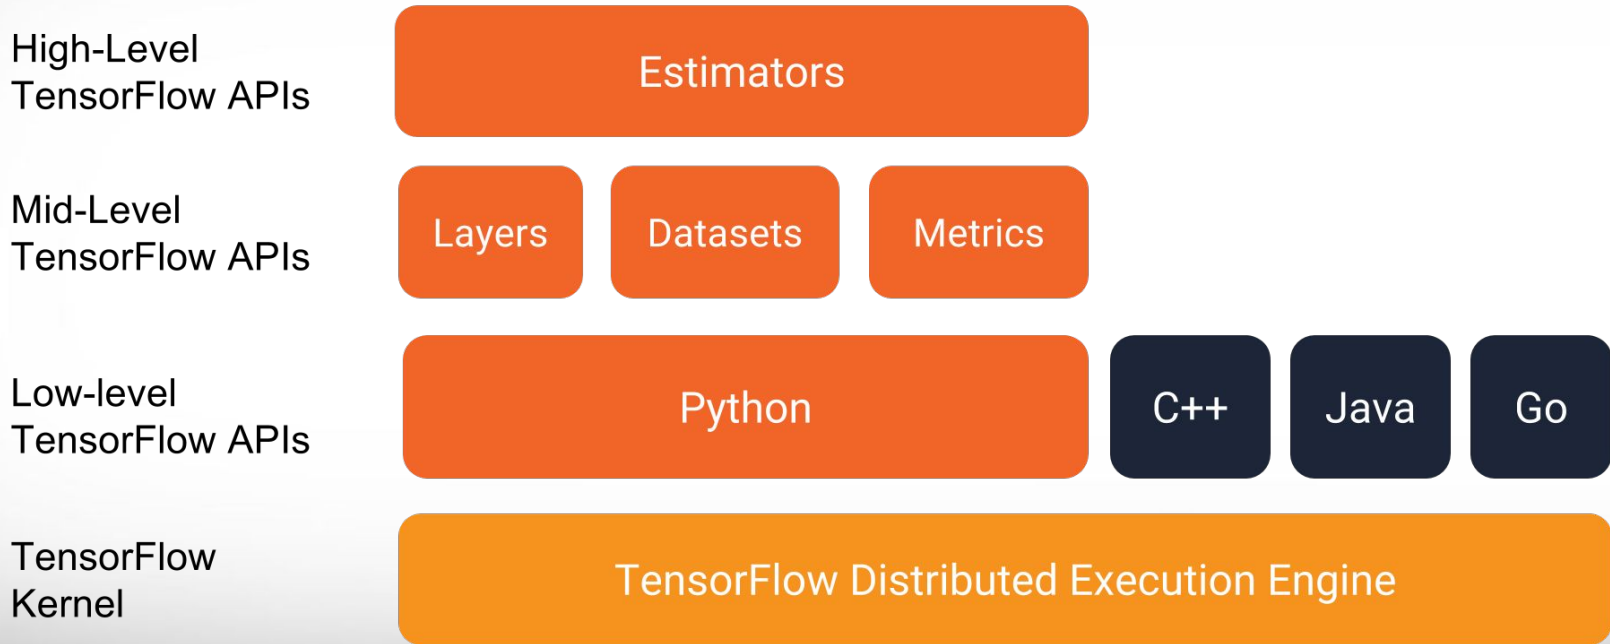 High-Level
TensorFlow APIs
Estimators
Mid-Level
TensorFlow APIs
Layers
Datasets
Metrics
Low-level
TensorFlow APIs
Python
C++
Java
Go
TensorFlow
Kernel
TensorFlow Distributed Execution Engine